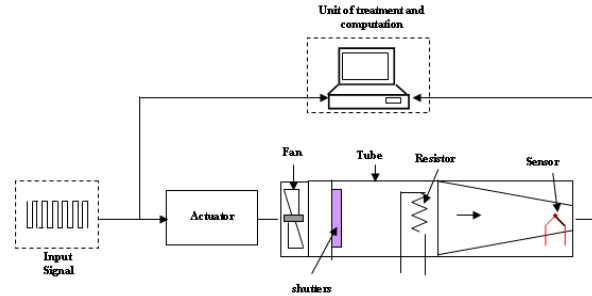 Unit of treatment and
computation
Fan
Tube
Resistor
Sensor
Actuator
Input
Signal
shutters